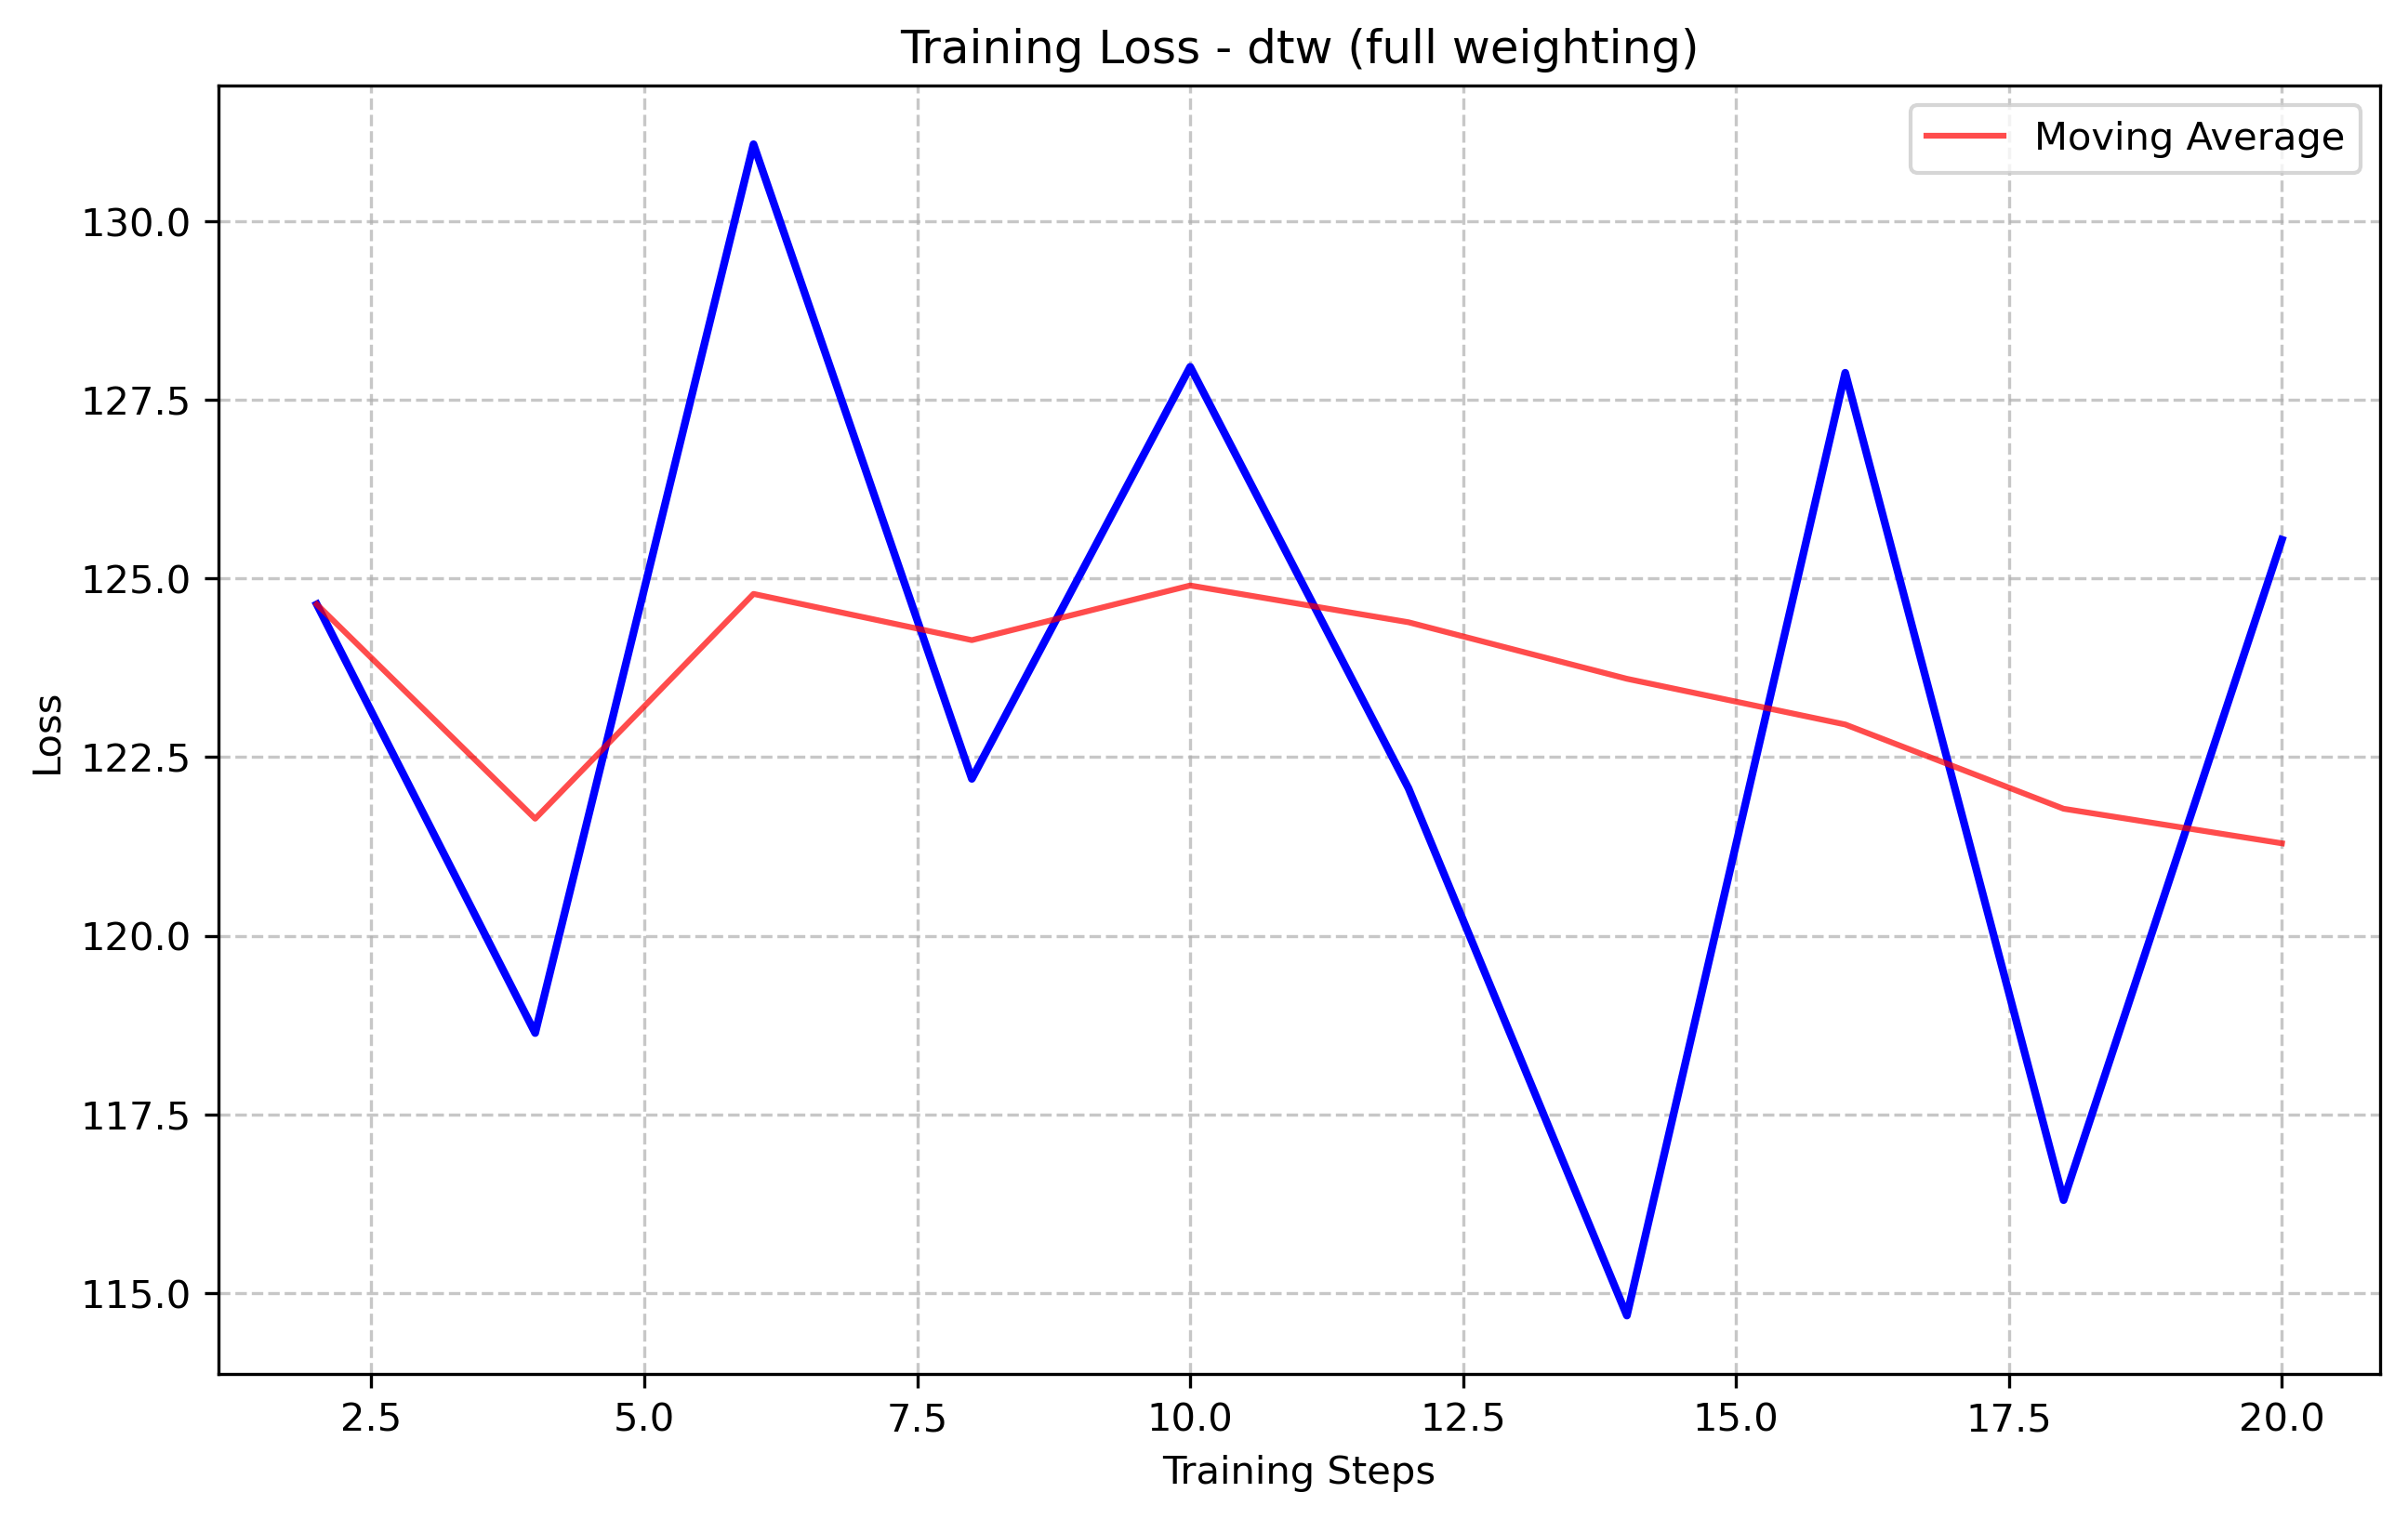 Training Loss - dtw (full weighting)
Moving Average
130.0
127.5
125.0
122.5
120.0
117.5
115.0
Loss
2.5 5.0 7.5 10.0 12.5 15.0 17.5 20.0
Training Steps